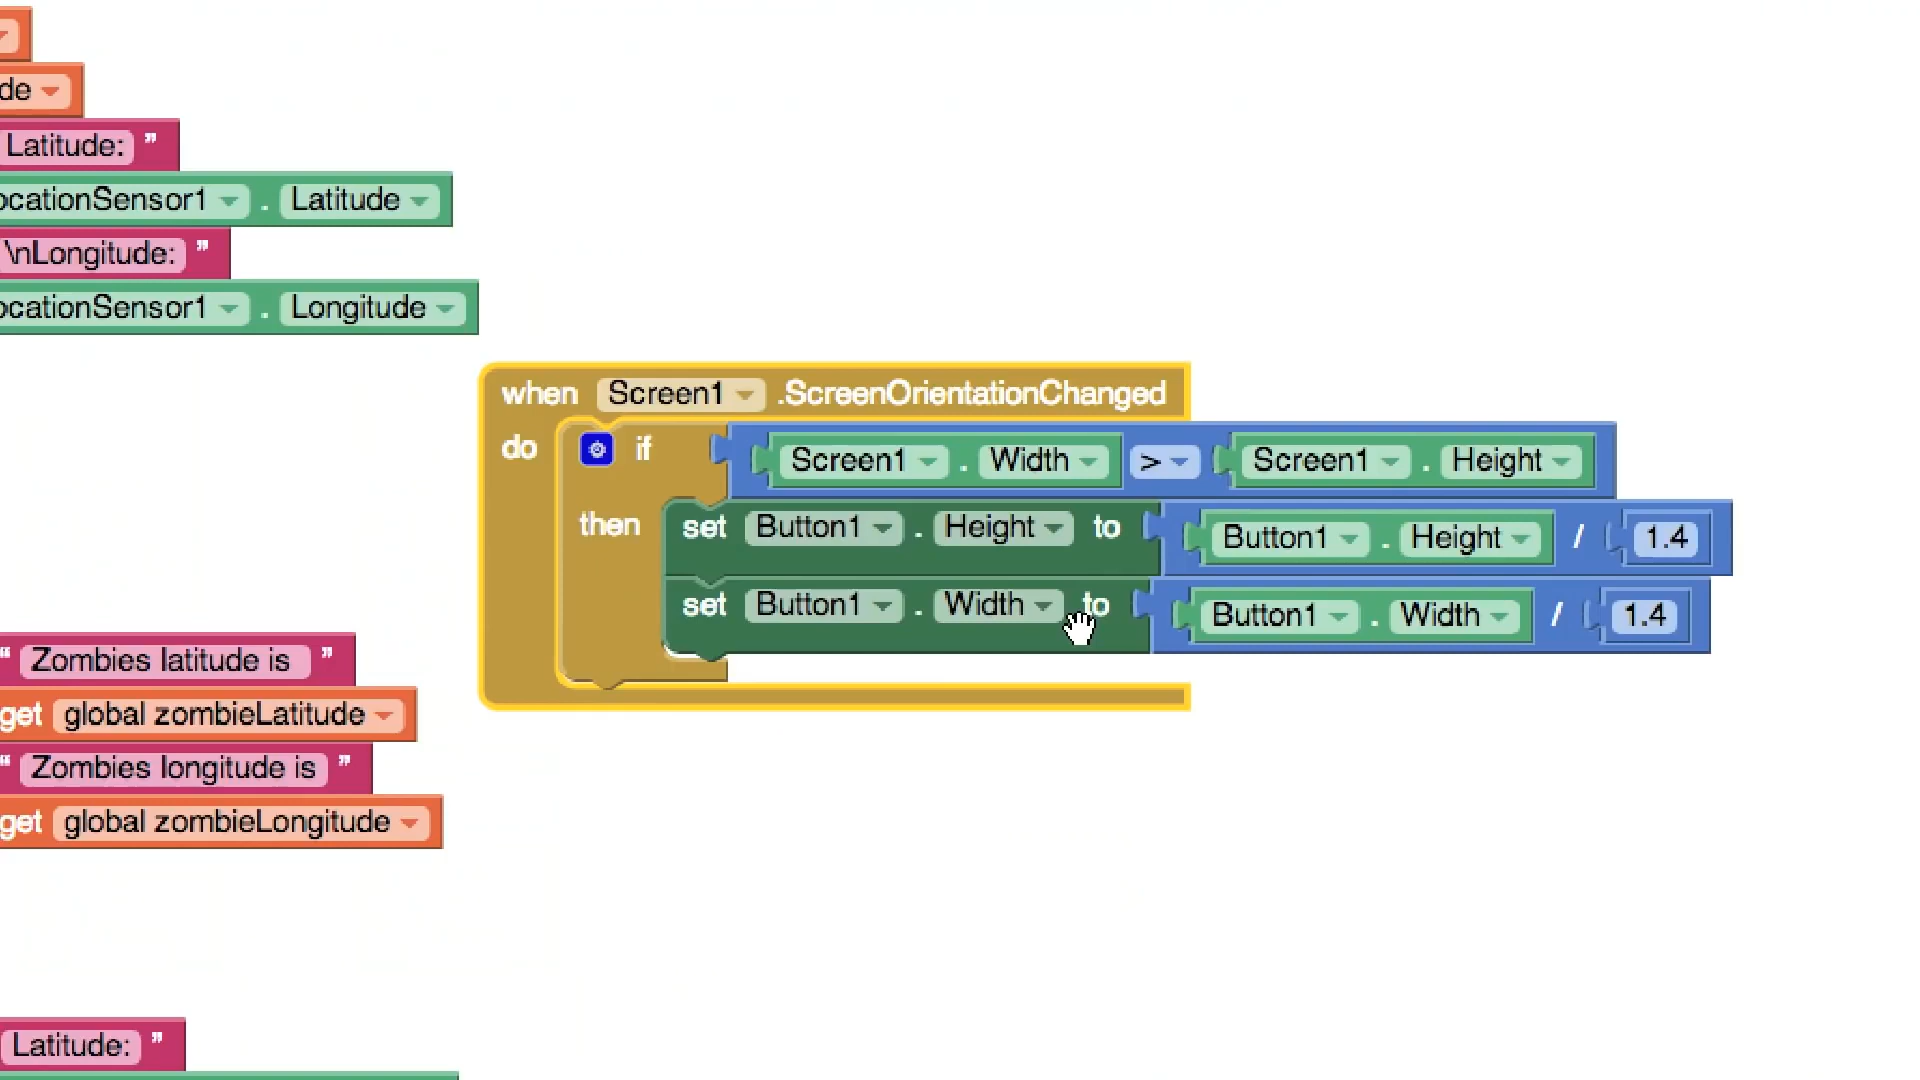 de
Latitude: ”
ocationSensor1 . Latitude
\nLongitude: ”
ocationSensor1 . Longitude
when Screen1 .ScreenOrientationChanged
do if Screen1 . Width > Screen1 . Height
then set Button1 . Height to Button1 . Height / 1.4
set Button1 . Width to Button1 . Width / 1.4
“ Zombies latitude is ”
get global zombieLatitude
“ Zombies longitude is ”
get global zombieLongitude
Latitude: ”